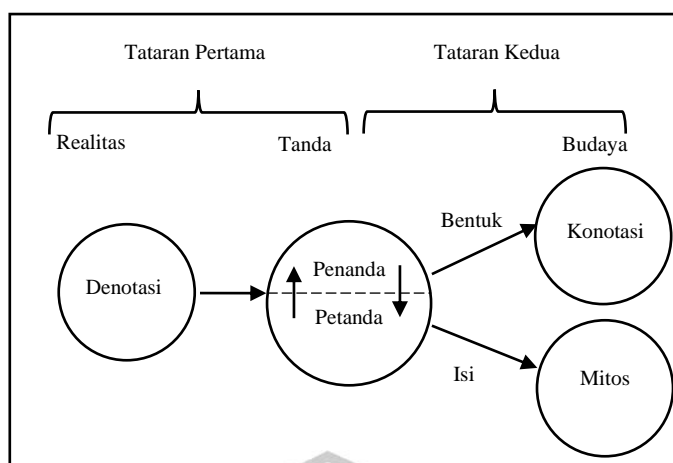 Tataran Pertama
Tataran Kedua
Realitas
Tanda
Budaya
Bentuk
Konotasi
Penanda
Denotasi
Petanda
Isi
Mitos